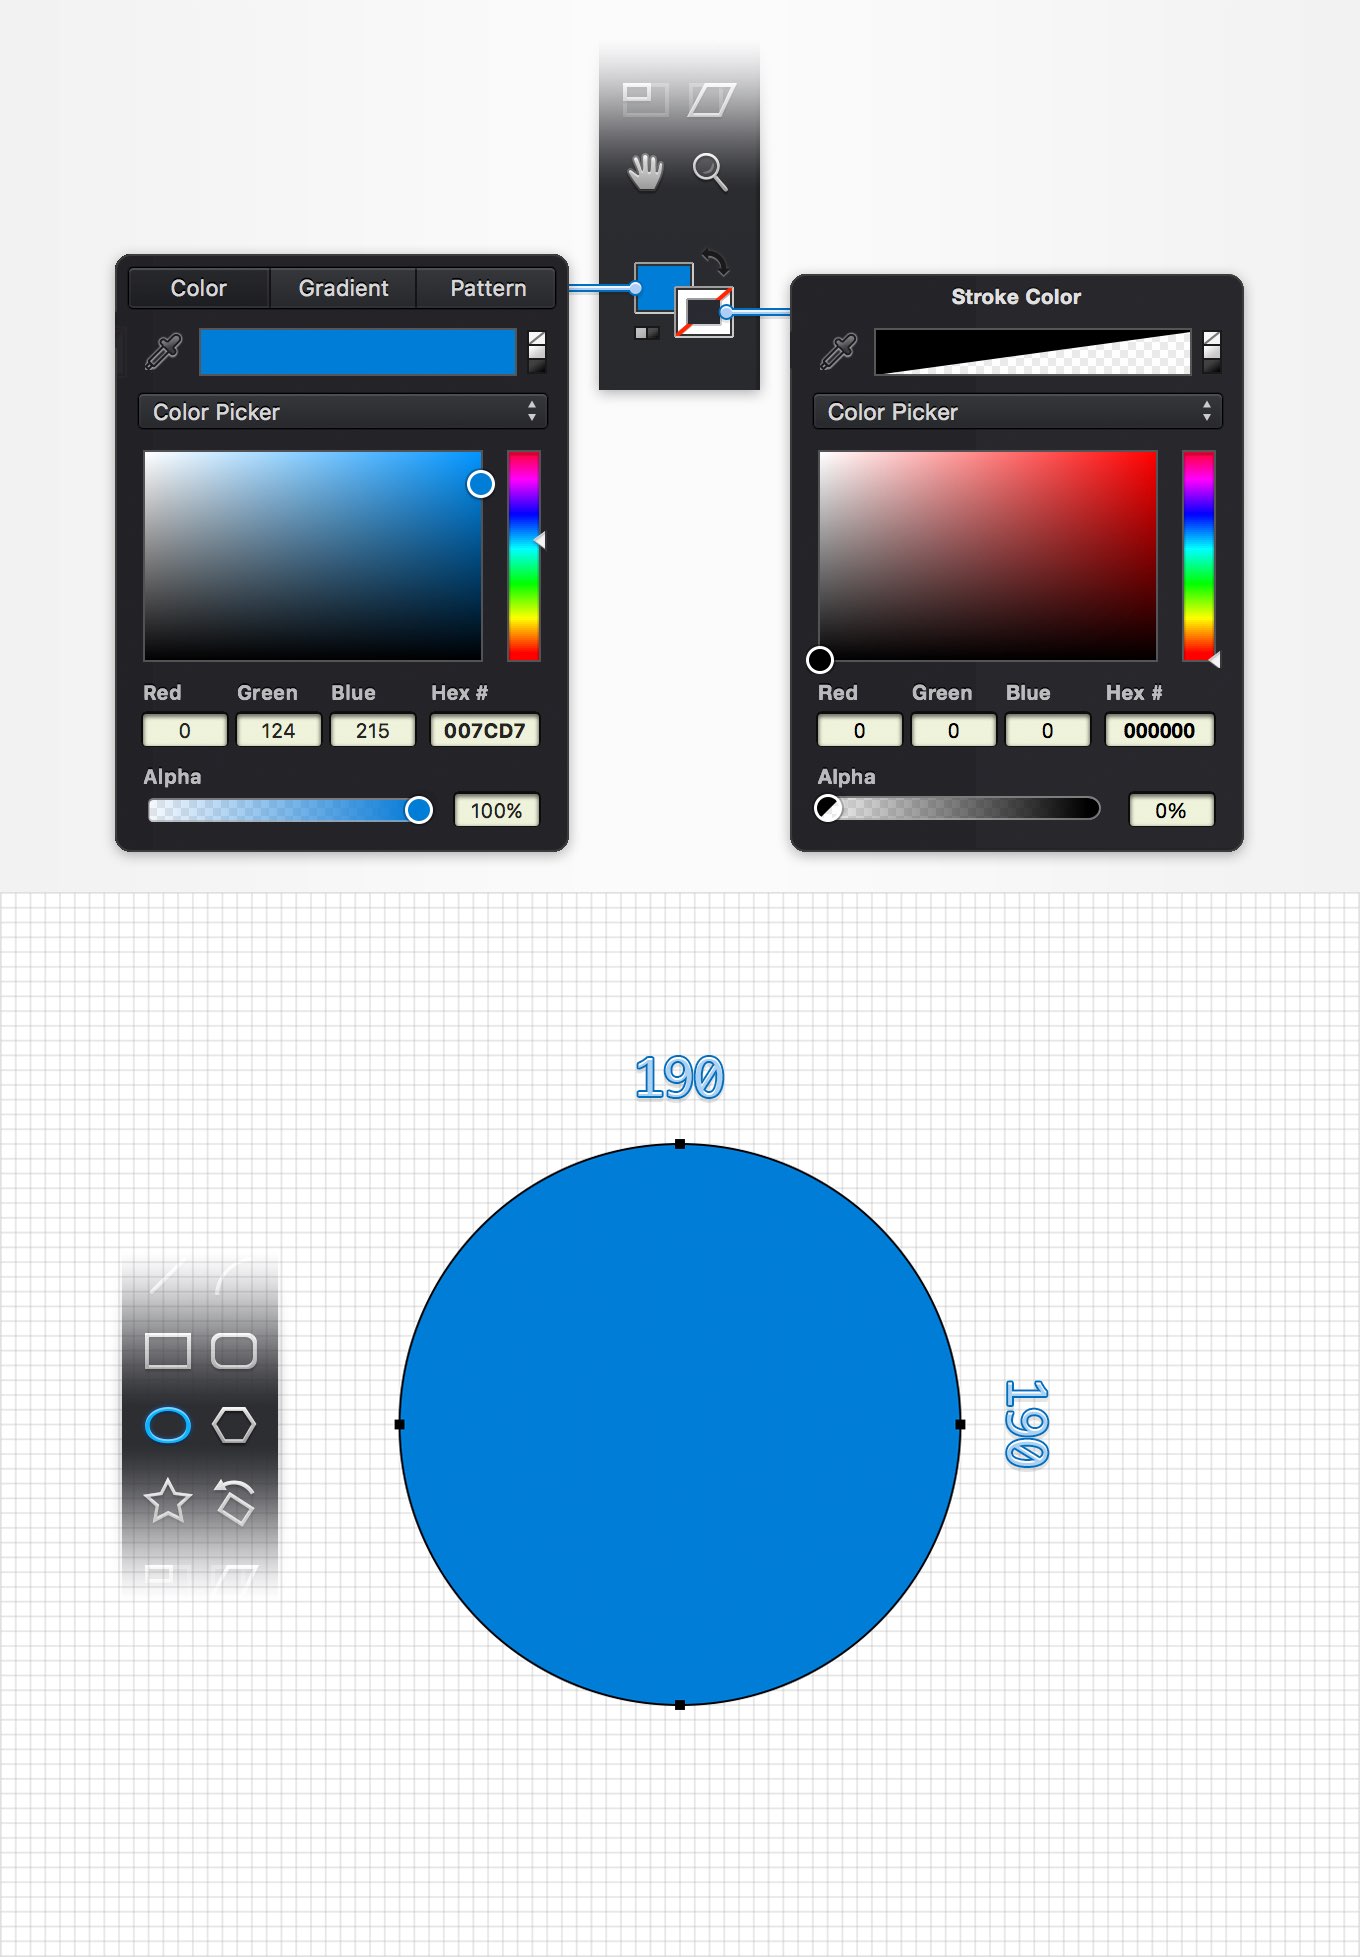 Color Gradient Pattern
Color Picker
Red Green Blue Hex #
0 124 215 007CD7
Alpha
100%
Stroke Color
Color Picker
Red Green Blue Hex #
0 0 0 000000
Alpha
0%
190
190